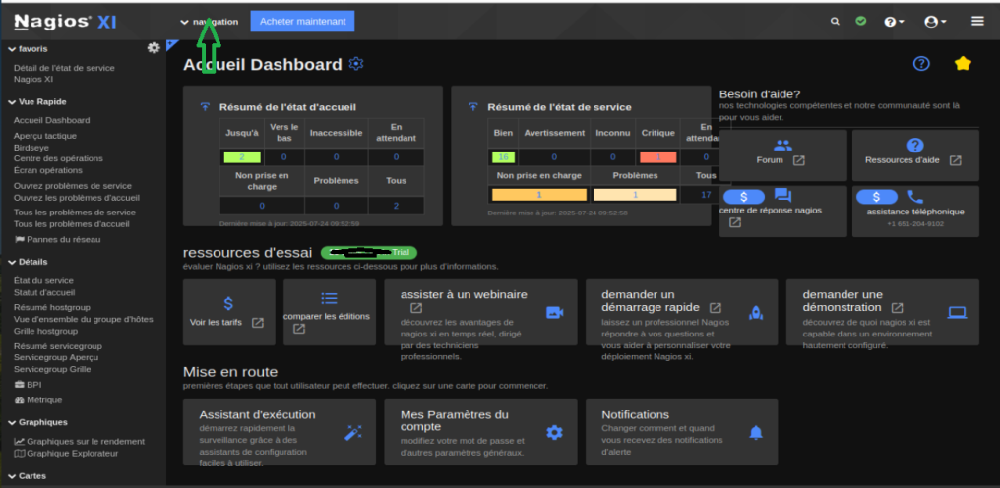 Nagios XI
navigation
Acheter maintenant
favoris
Détail de l'état de service
Nagios XI
Vue Rapide
Accueil Dashboard
Aperçu tactique
Birdseye
Centre des opérations
Écran opérations
Ouvrez problèmes de service
Ouvrez les problèmes d'accueil
Tous les problèmes de service
Tous les problèmes d'accueil
Pannes du réseau
Détails
État du service
Statut d'accueil
Résumé hostgroup
Vue d'ensemble du groupe d'hôtes
Grille hostgroup
Résumé servicegroup
Servicegroup Aperçu
Servicegroup Grille
BPI
Métrique
Graphiques
Graphiques sur le rendement
Graphique Explorateur
Cartes
Accueil Dashboard
Résumé de l'état d'accueil
Jusqu'à Vers le bas Inaccessible En attendant
2 0 0 0
Non prise en charge Problèmes Tous
0 0 2
Dernière mise à jour: 2025-07-24 09:52:59
Résumé de l'état de service
Bien Avertissement Inconnu Critique En attendan
16 0 0 1 0
Non prise en charge Problèmes Tous
1 1 17
Dernière mise à jour: 2025-07-24 09:52:58
Besoin d'aide?
nos technologies compétentes et notre communauté sont là
pour vous aider.
Forum
Ressources d'aide
$
centre de réponse nagios
$
assistance téléphonique
+1 651-204-9102
ressources d'essai
Trial
évaluer Nagios xi ? utilisez les ressources ci-dessous pour plus d'informations.
$
Voir les tarifs
comparer les éditions
assister à un webinaire
découvrez les avantages de
nagios xi en temps réel, dirigé
par des techniciens
professionnels.
demander un
démarrage rapide
laissez un professionnel Nagios
répondre à vos questions et
vous aider à personnaliser votre
déploiement Nagios xi.
demander une
démonstration
découvrez de quoi nagios xi est
capable dans un environnement
hautement configuré.
Mise en route
premières étapes que tout utilisateur peut effectuer. cliquez sur une carte pour commencer.
Assistant d'exécution
démarrez rapidement la
surveillance grâce à des
assistants de configuration
faciles à utiliser.
Mes Paramètres du
compte
modifiez votre mot de passe et
d'autres paramètres généraux.
Notifications
Changer comment et quand
vous recevez des notifications
d'alerte